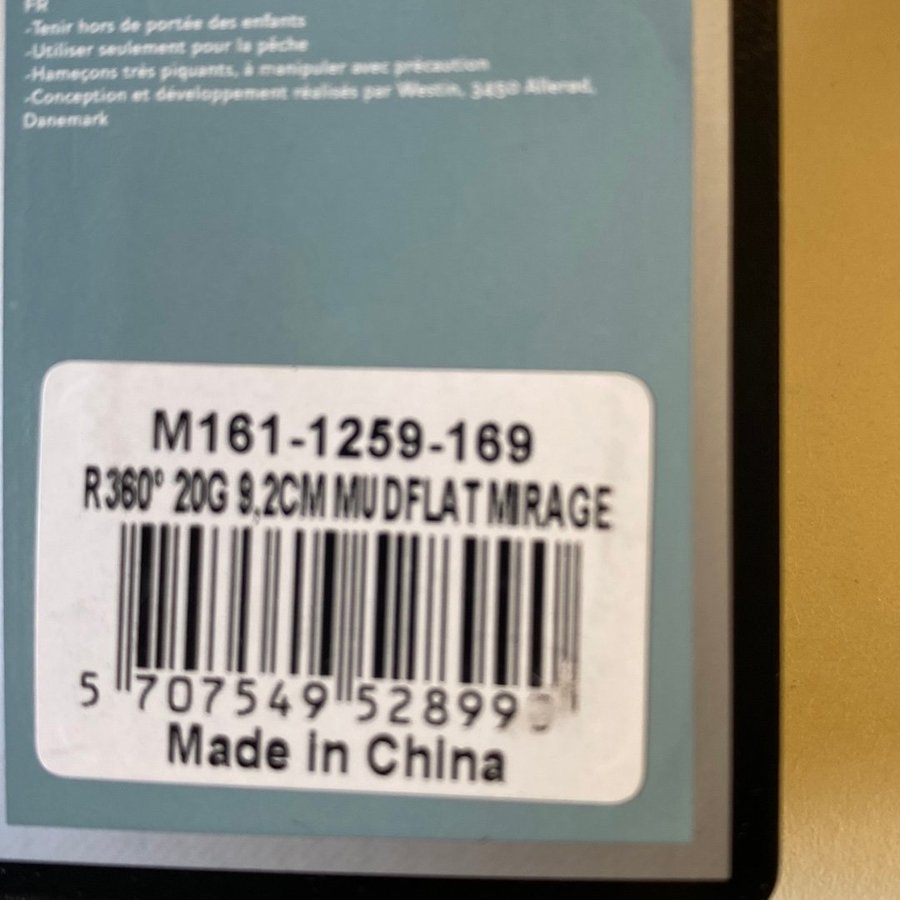 FR
-Tenir hors de portée des enfants
-Utiliser seulement pour la pêche
-Hameçons très piquants, à manipuler avec précaution
-Conception et développement réalisés par Westin, 3450 Allerød,
Danemark
M161-1259-169
R360° 20G 9,2CM MUDFLAT MIRAGE
5 707549 52899
Made in China